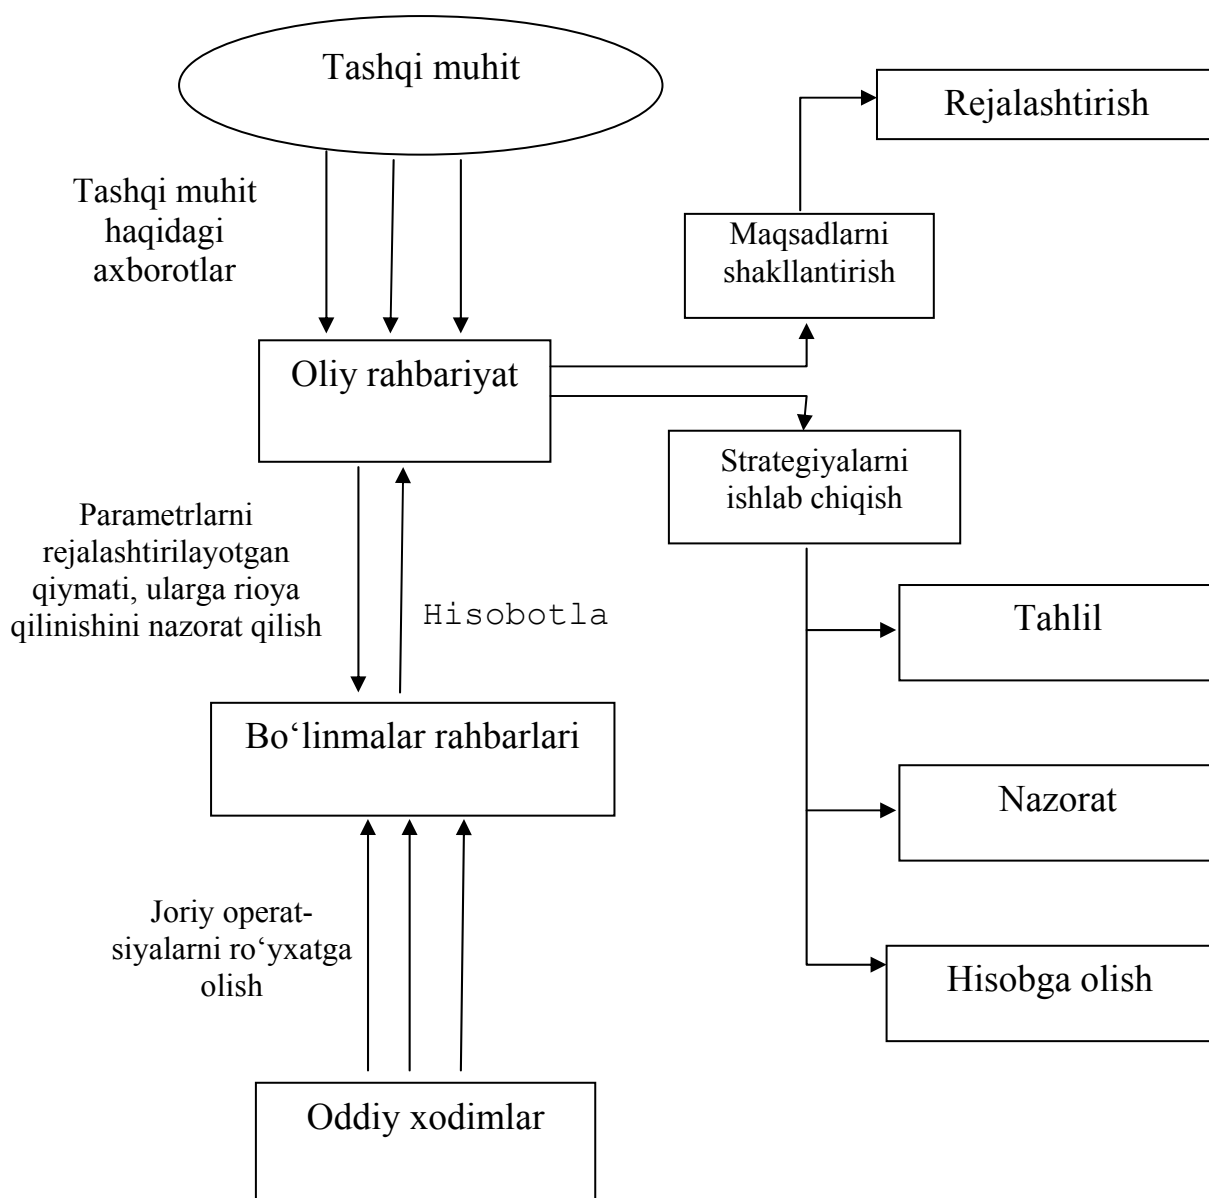 Tashqi muhit
Rejalashtirish
Tashqi muhit
haqidagi
axborotlar
Maqsadlarni
shakllantirish
Oliy rahbariyat
Strategiyalarni
ishlab chiqish
Parametrlarni
rejalashtirilayotgan
qiymati, ularga rioya
qilinishini nazorat qilish
Hisobotla
Tahlil
Bo‘linmalar rahbarlari
Nazorat
Joriy operat-
siyalarni ro‘yxatga
olish
Hisobga olish
Oddiy xodimlar